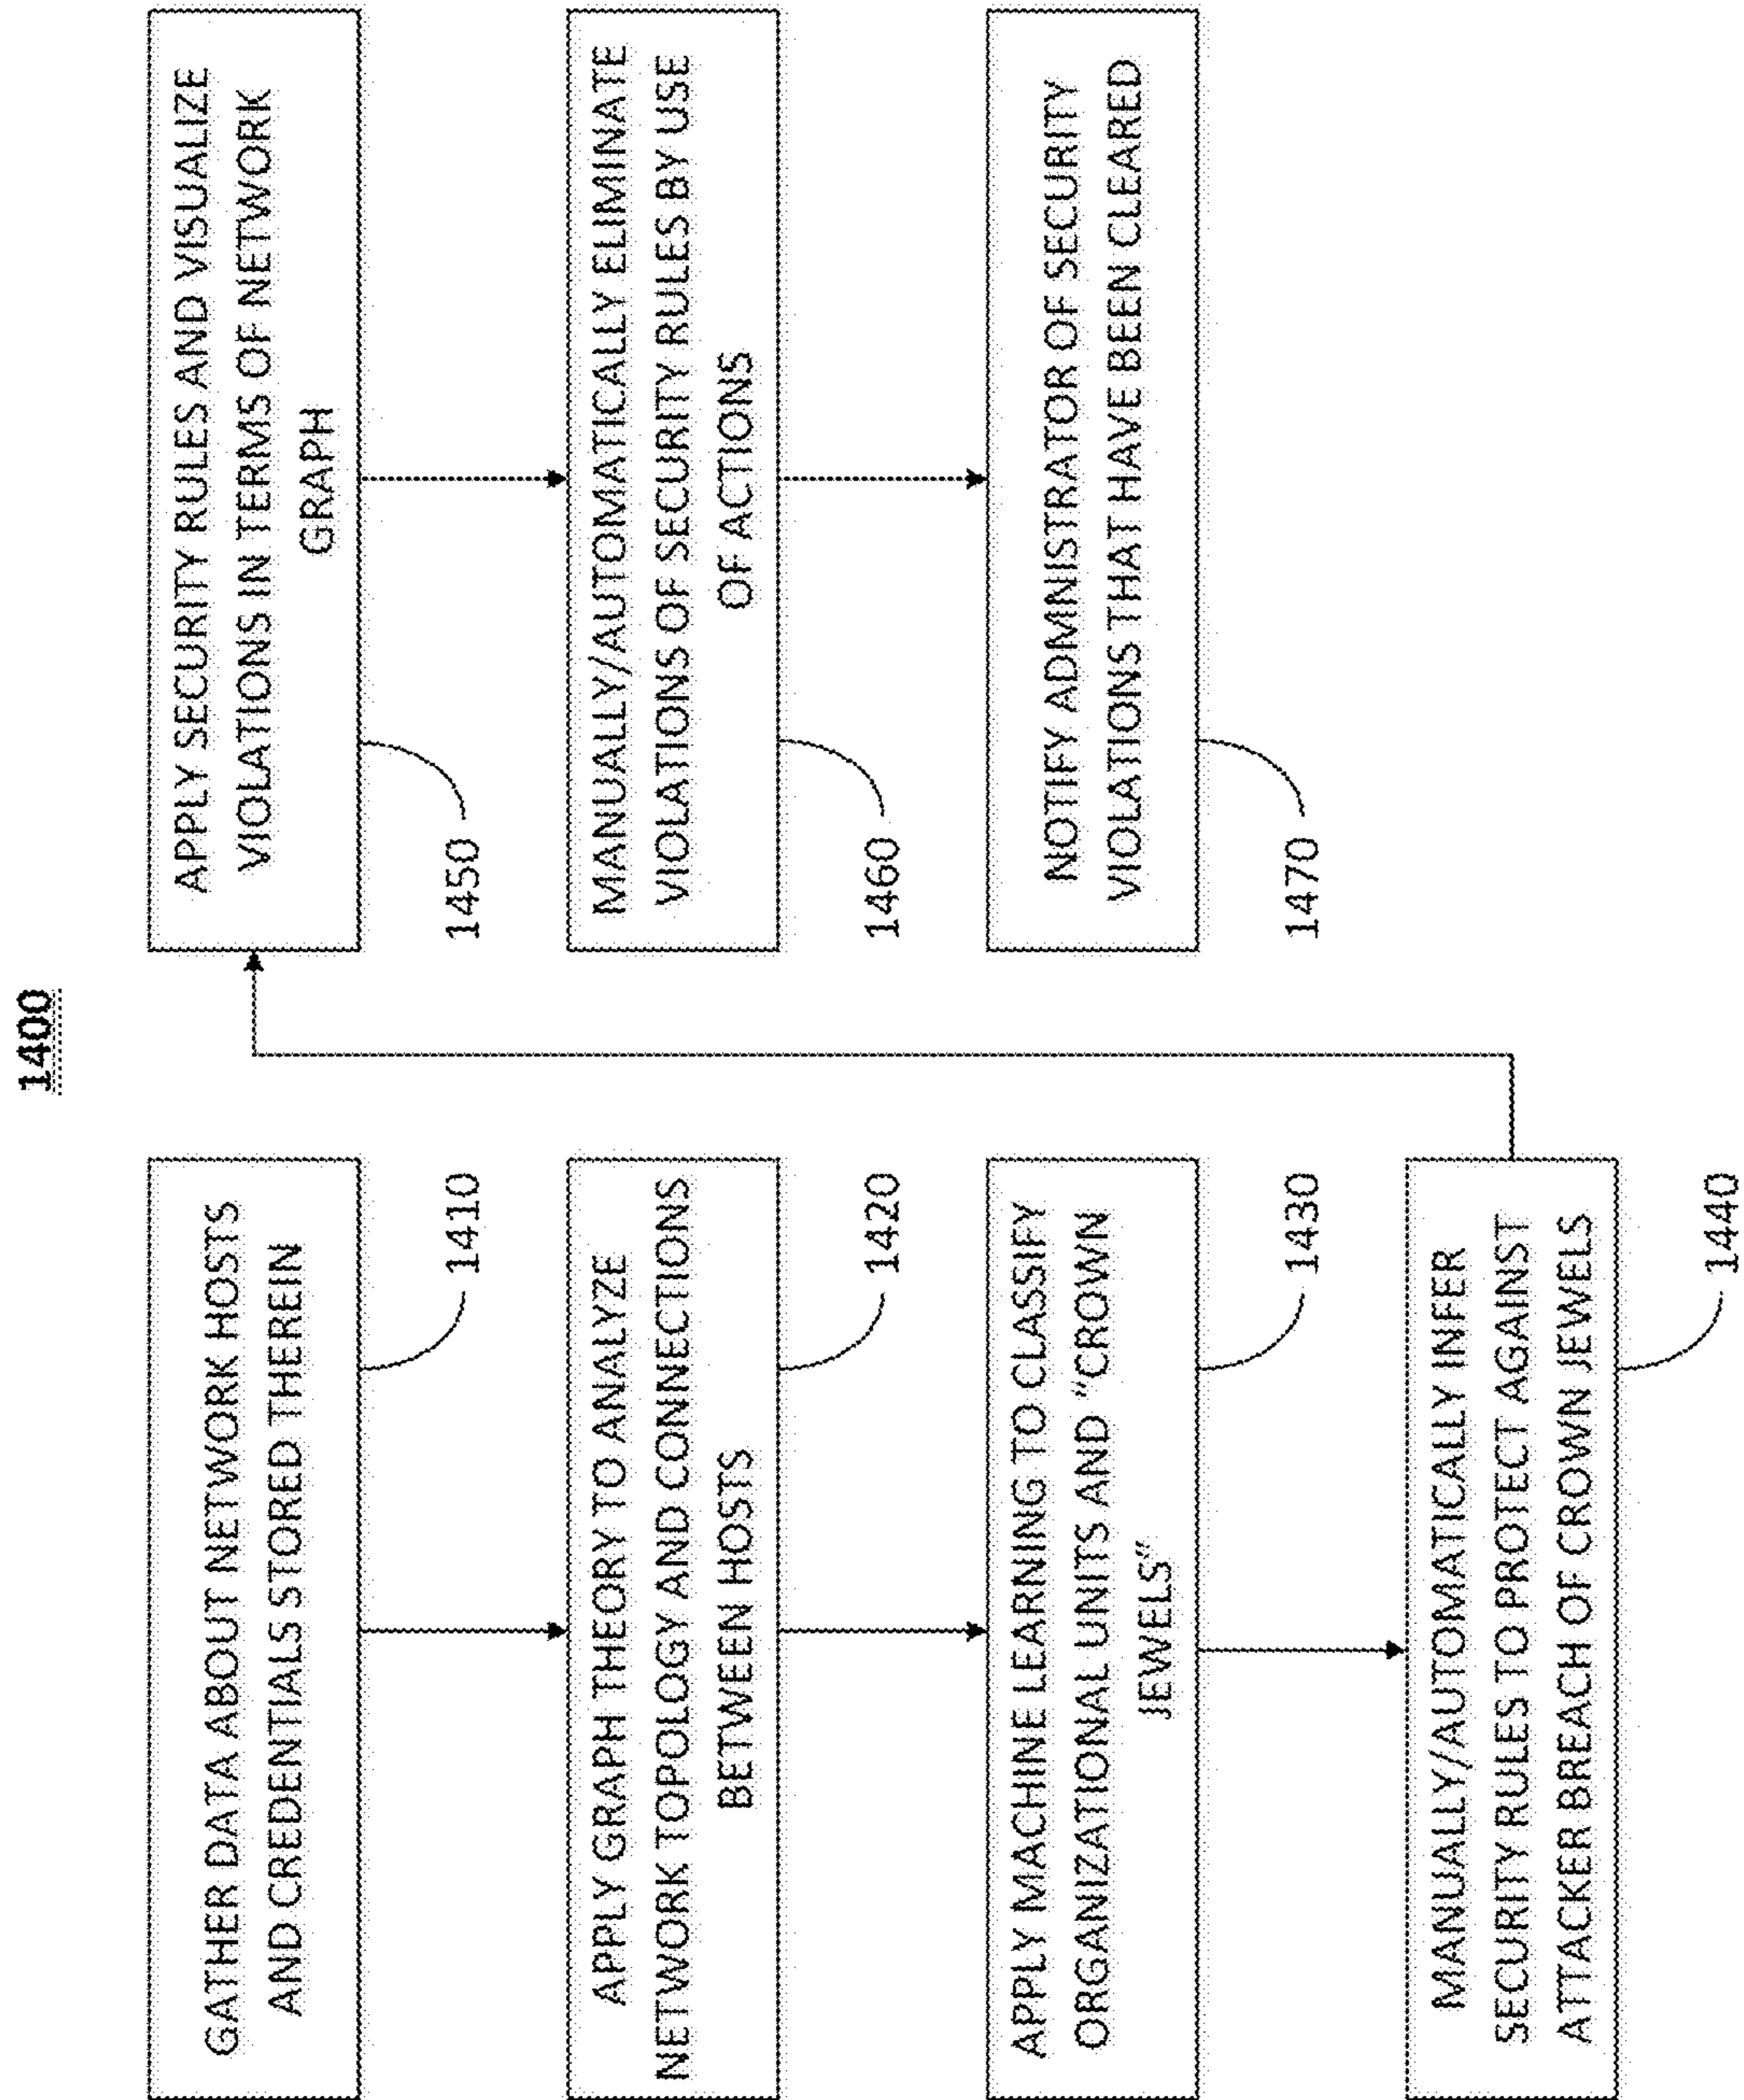 1400
GATHER DATA ABOUT NETWORK HOSTS
AND CREDENTIALS STORED THEREIN
1410
APPLY GRAPH THEORY TO ANALYZE
NETWORK TOPOLOGY AND CONNECTIONS
BETWEEN HOSTS
1420
APPLY MACHINE LEARNING TO CLASSIFY
ORGANIZATIONAL UNITS AND "CROWN
JEWELS"
1430
MANUALLY/AUTOMATICALLY INFER
SECURITY RULES TO PROTECT AGAINST
ATTACKER BREACH OF CROWN JEWELS
1440
APPLY SECURITY RULES AND VISUALIZE
VIOLATIONS IN TERMS OF NETWORK
GRAPH
1450
MANUALLY/AUTOMATICALLY ELIMINATE
VIOLATIONS OF SECURITY RULES BY USE
OF ACTIONS
1460
NOTIFY ADMINISTRATOR OF SECURITY
VIOLATIONS THAT HAVE BEEN CLEARED
1470